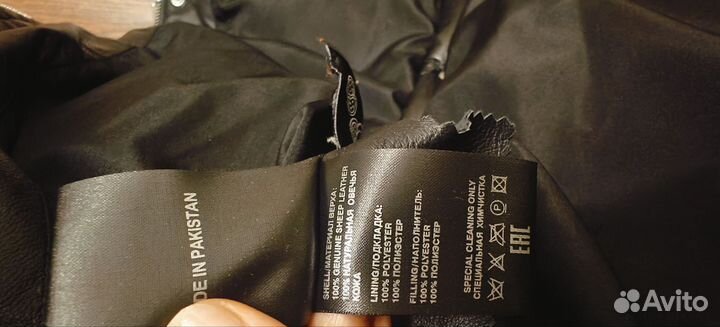 DE IN PAKISTAN
SHELL/МАТЕРИАЛ ВЕРХА:
100% GENUINE SHEEP LEATHER
100% НАТУРАЛЬНАЯ ОВЕЧЬЯ
КОЖА
LINING/ПОДКЛАДКА:
100% POLYESTER
100% ПОЛИЭСТЕР
FILLING/НАПОЛНИТЕЛЬ:
100% POLYESTER
100% ПОЛИЭСТЕР
SPECIAL CLEANING ONLY
СПЕЦИАЛЬНАЯ ХИМЧИСТКА
P
EAC
Avito